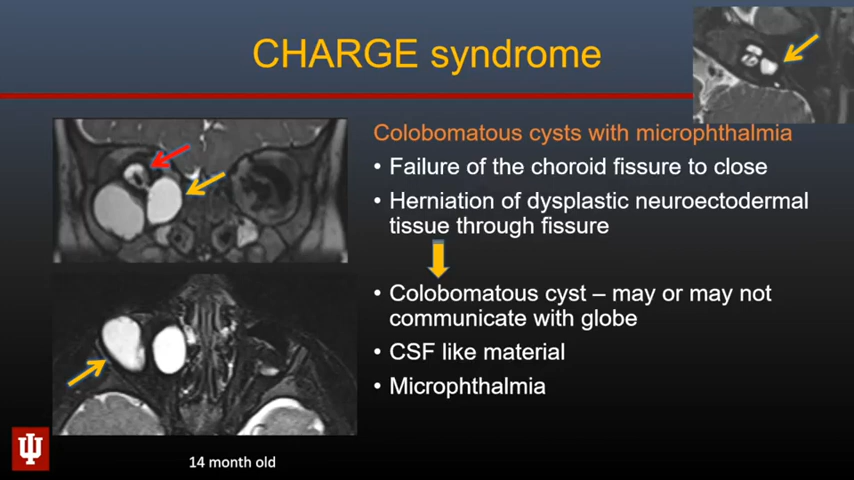 CHARGE syndrome
Colobomatous cysts with microphthalmia
• Failure of the choroid fissure to close
• Herniation of dysplastic neuroectodermal
tissue through fissure
• Colobomatous cyst – may or may not
communicate with globe
• CSF like material
• Microphthalmia
14 month old